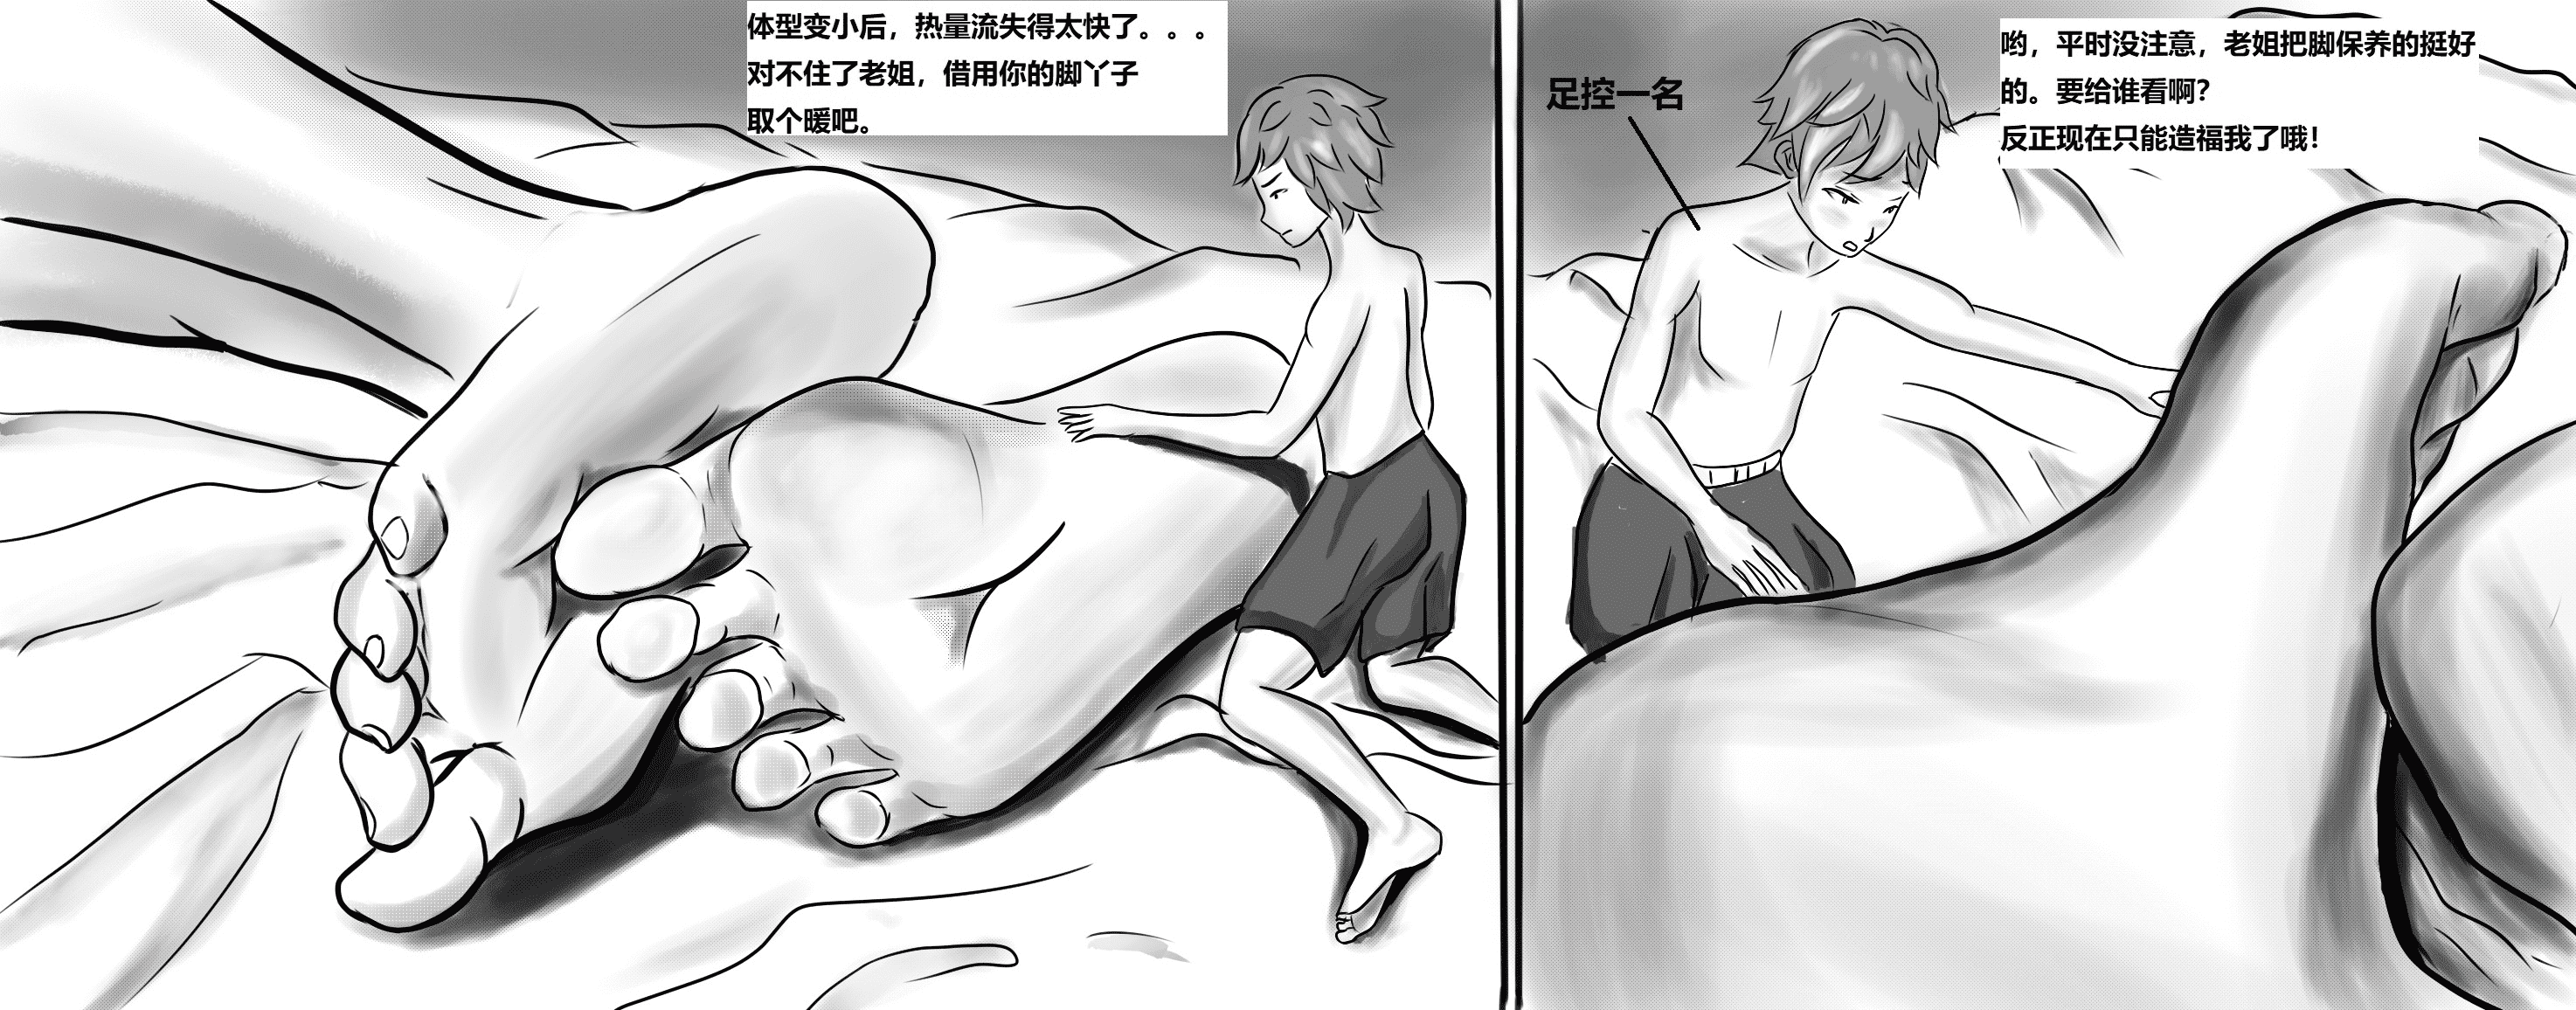 体型变小后，热量流失得太快了。。。
对不住了老姐，借用你的脚丫子
取个暖吧。
足控一名
哟，平时没注意，老姐把脚保养的挺好
的。要给谁看啊？
反正现在只能造福我了哦！